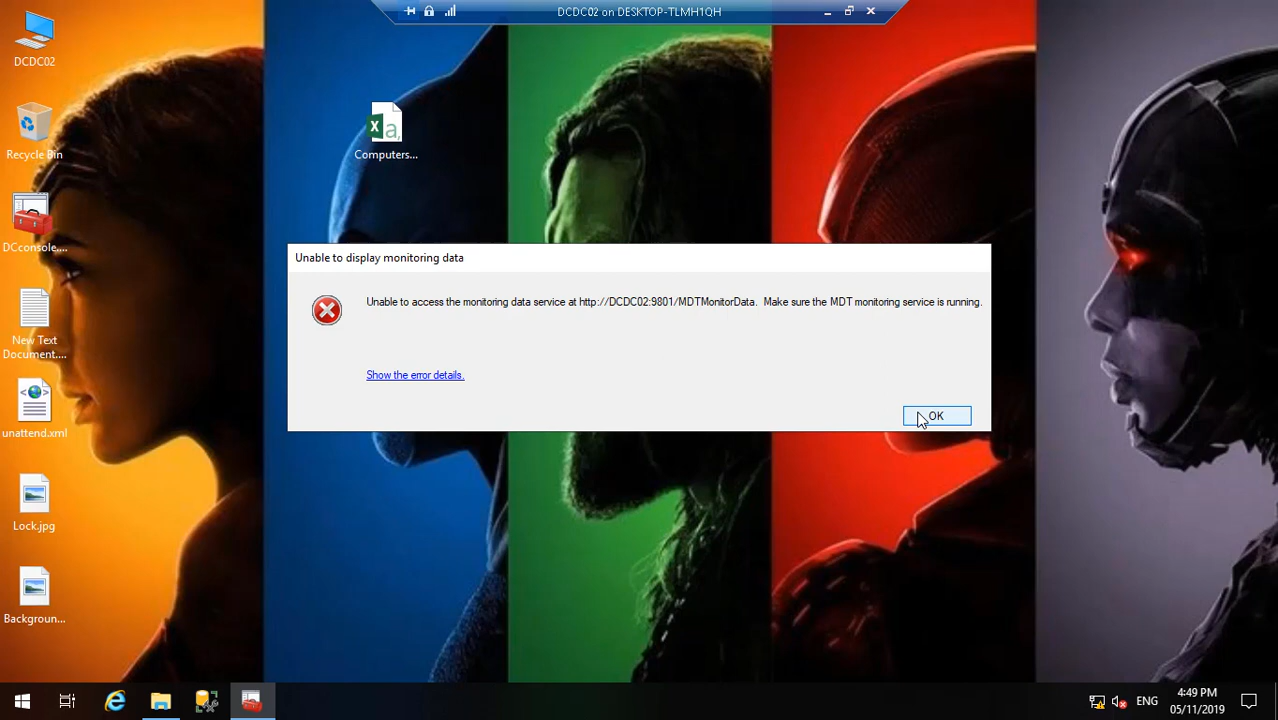 DCDC02 on DESKTOP-TLMH1QH
DCDC02
Recycle Bin
DCconsole....
New Text
Document....
unattend.xml
Lock.jpg
Backgroun...
Computers...
Unable to display monitoring data
Unable to access the monitoring data service at http://DCDC02:9801/MDTMonitorData.  Make sure the MDT monitoring service is running.
Show the error details.
OK
ENG
4:49 PM
05/11/2019